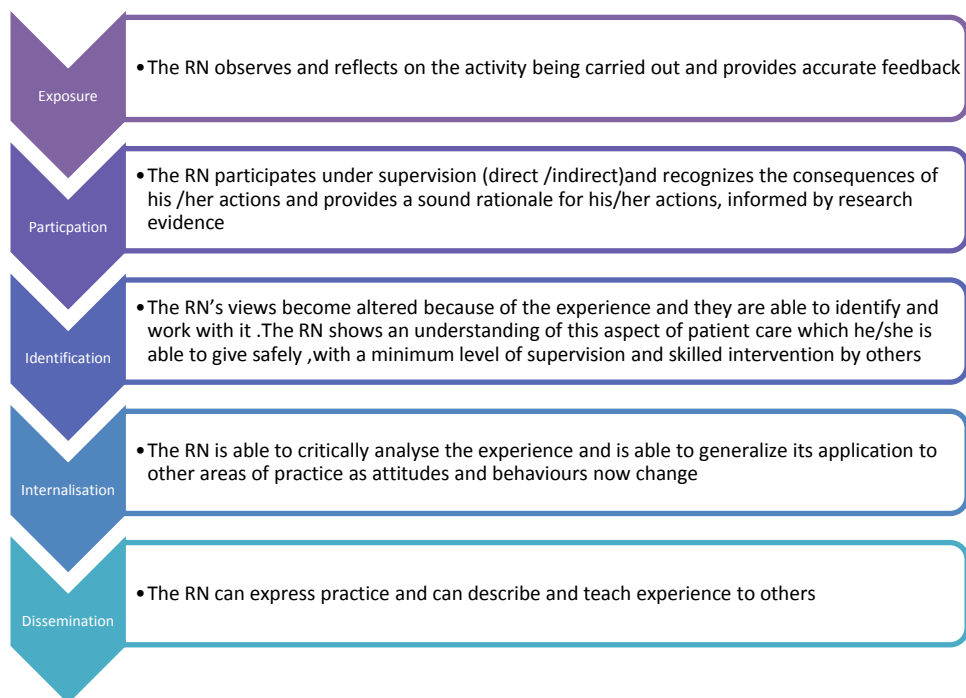 Exposure
•The RN observes and reflects on the activity being carried out and provides accurate feedback
Particpation
•The RN participates under supervision (direct /indirect)and recognizes the consequences of
his /her actions and provides a sound rationale for his/her actions, informed by research
evidence
Identification
•The RN’s views become altered because of the experience and they are able to identify and
work with it .The RN shows an understanding of this aspect of patient care which he/she is
able to give safely ,with a minimum level of supervision and skilled intervention by others
Internalisation
•The RN is able to critically analyse the experience and is able to generalize its application to
other areas of practice as attitudes and behaviours now change
Dissemination
•The RN can express practice and can describe and teach experience to others